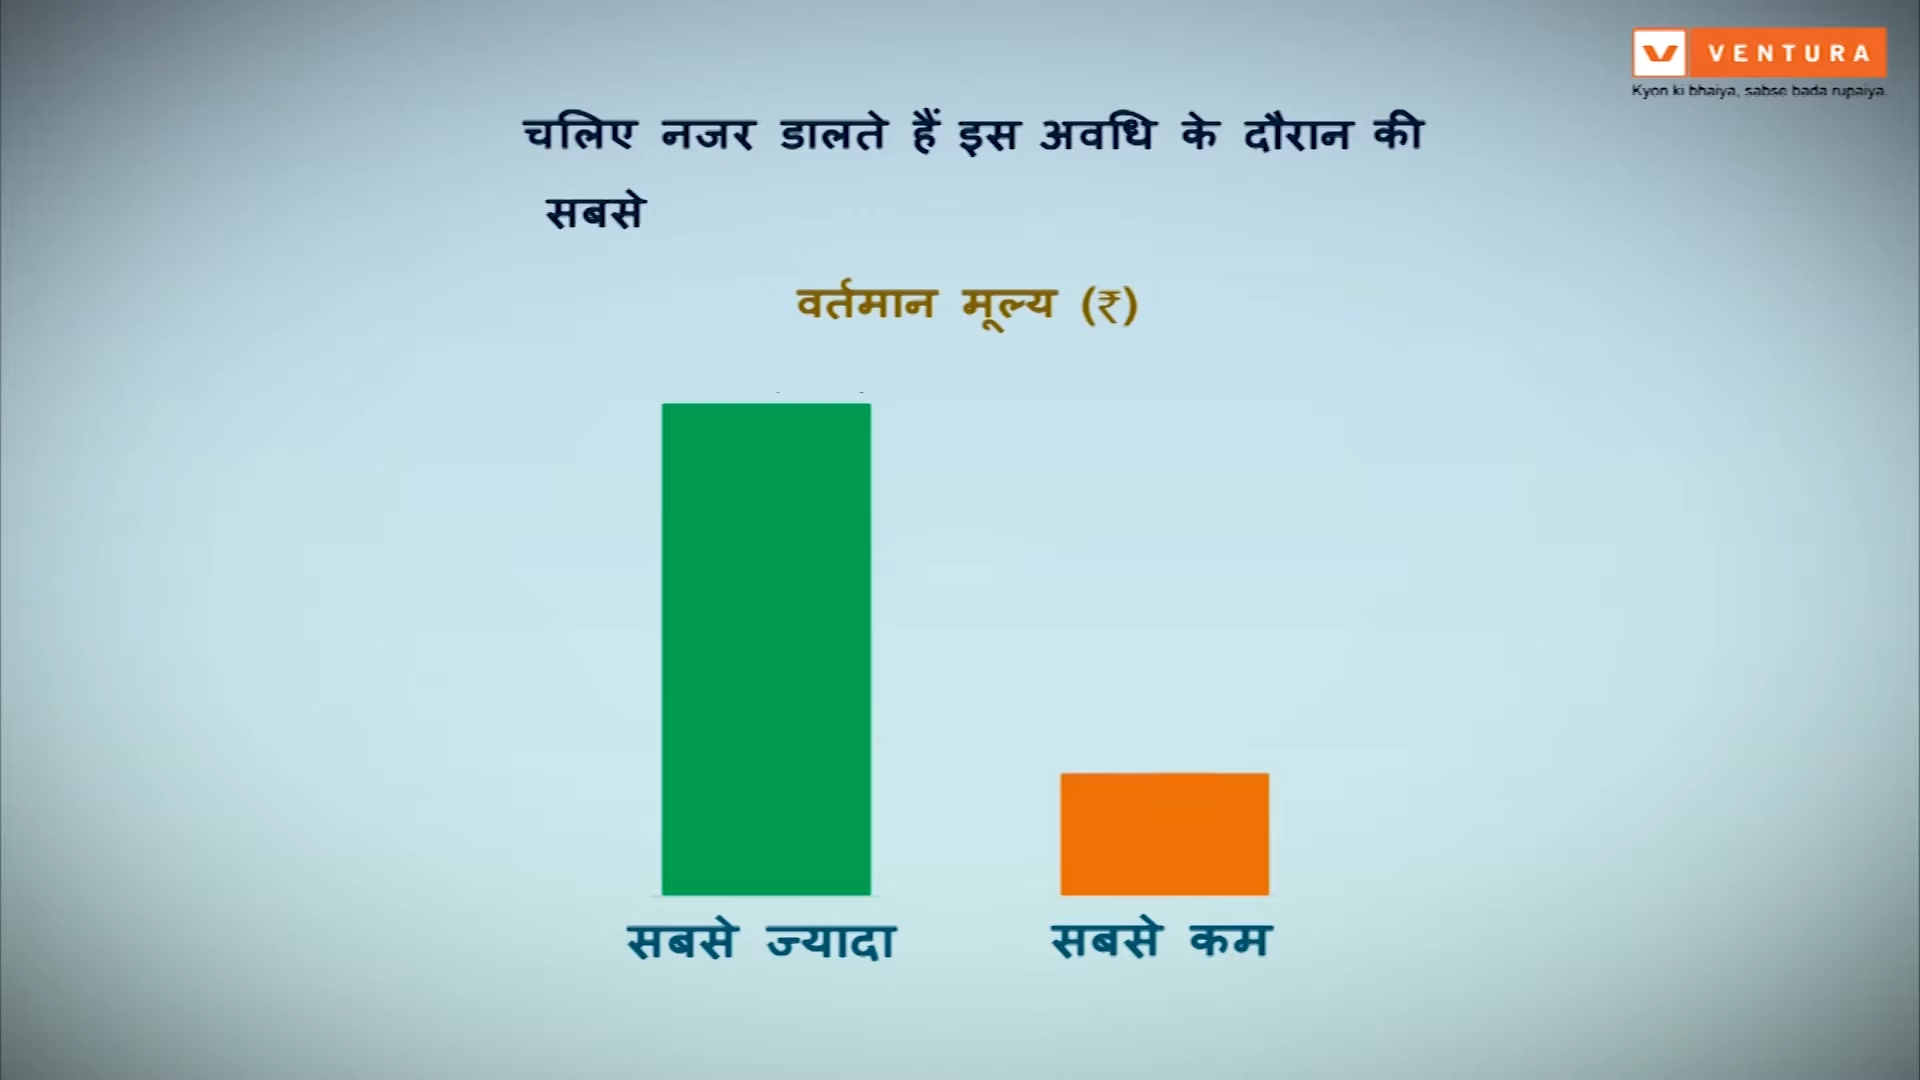 VENTURA
Kyon ki bhaiya, sabse bada rupaiya.
चलिए नजर डालते हैं इस अवधि के दौरान की
सबसे
वर्तमान मूल्य (₹)
सबसे ज्यादा
सबसे कम